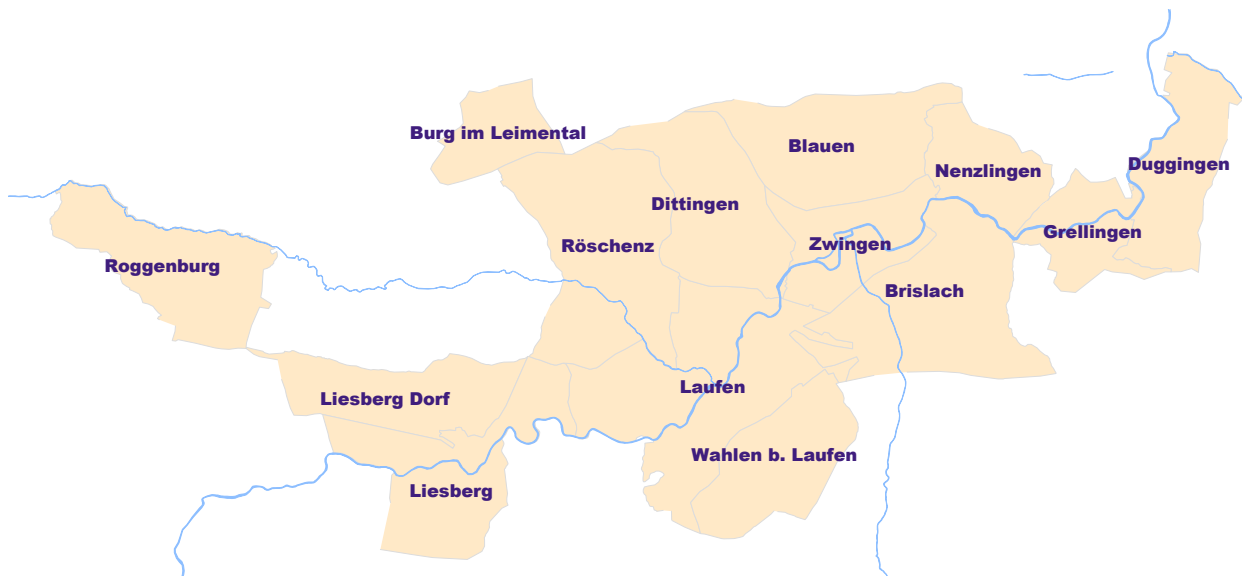 Burg im Leimental
Blauen
Duggingen
Nenzlingen
Dittingen
Grellingen
Röschenz
Zwingen
Roggenburg
Brislach
Laufen
Liesberg Dorf
Wahlen b. Laufen
Liesberg